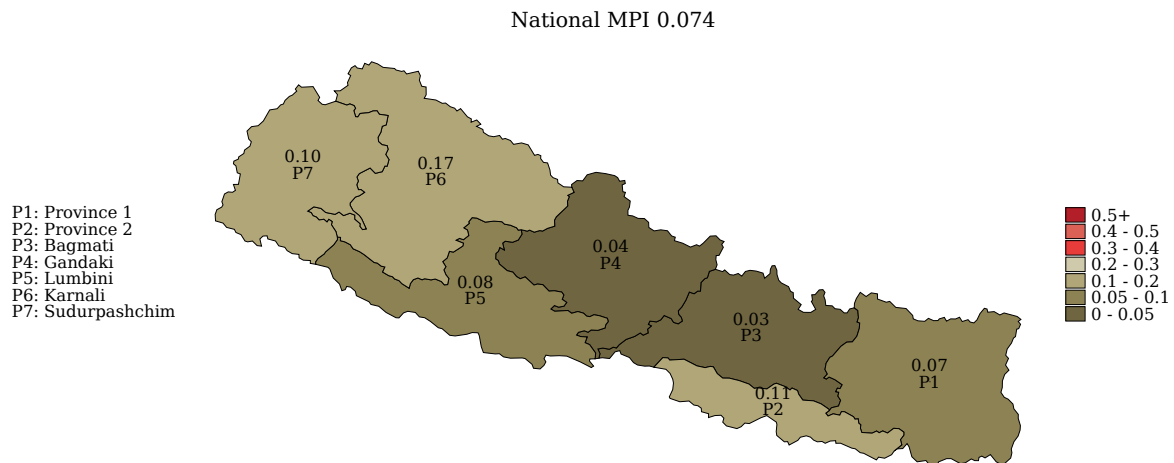 National MPI 0.074
0.10
P7
0.17
P6
0.04
P4
0.08
P5
0.03
P3
0.07
P1
0.11
P2
P1: Province 1
P2: Province 2
P3: Bagmati
P4: Gandaki
P5: Lumbini
P6: Karnali
P7: Sudurpashchim
0.5+
0.4 - 0.5
0.3 - 0.4
0.2 - 0.3
0.1 - 0.2
0.05 - 0.1
0 - 0.05